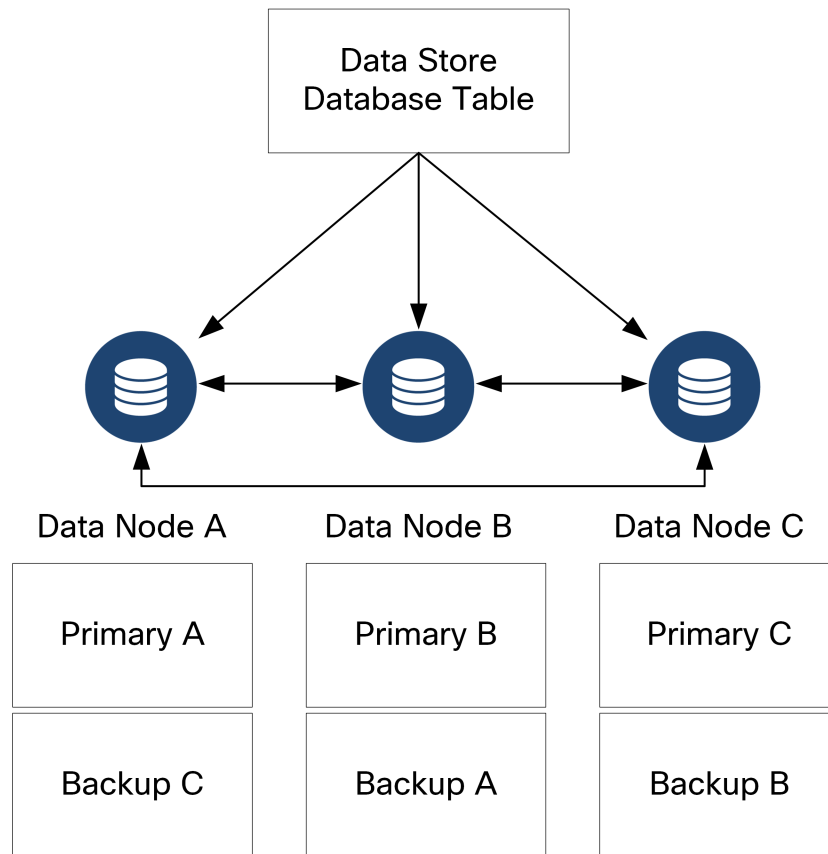 Data Store
Database Table
Data Node A
Data Node B
Data Node C
Primary A
Primary B
Primary C
Backup C
Backup A
Backup B